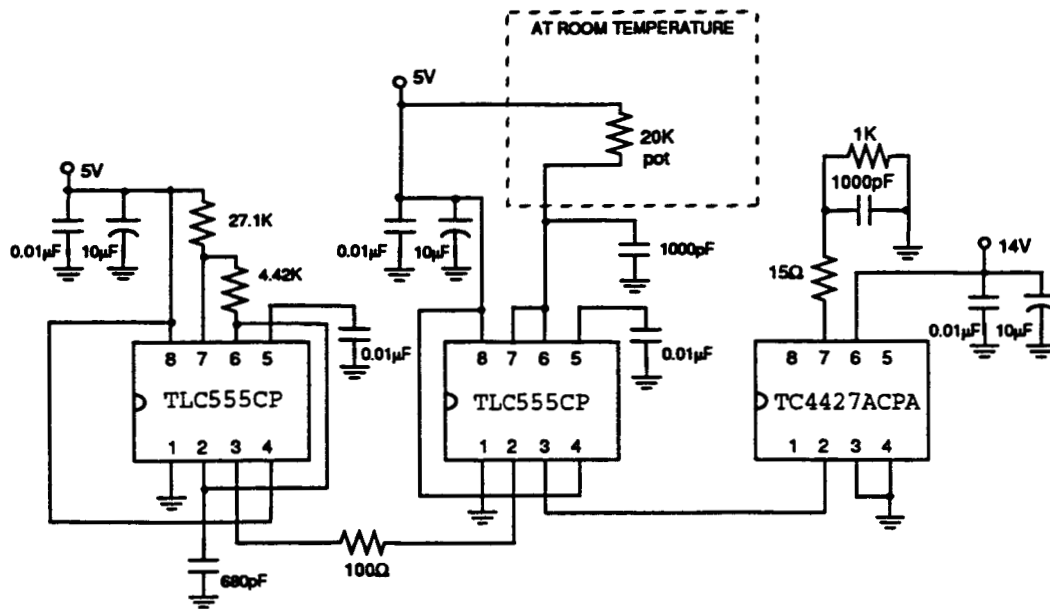 AT ROOM TEMPERATURE
5V
20K
pot
1K
1000pF
5V
27.1K
0.01µF
10µF
4.42K
0.01µF
10µF
1000pF
15Ω
14V
0.01µF
10µF
0.01µF
0.01µF
8 7 6 5
TLC555CP
1 2 3 4
8 7 6 5
TLC555CP
1 2 3 4
8 7 6 5
TC4427ACPA
1 2 3 4
100Ω
680pF